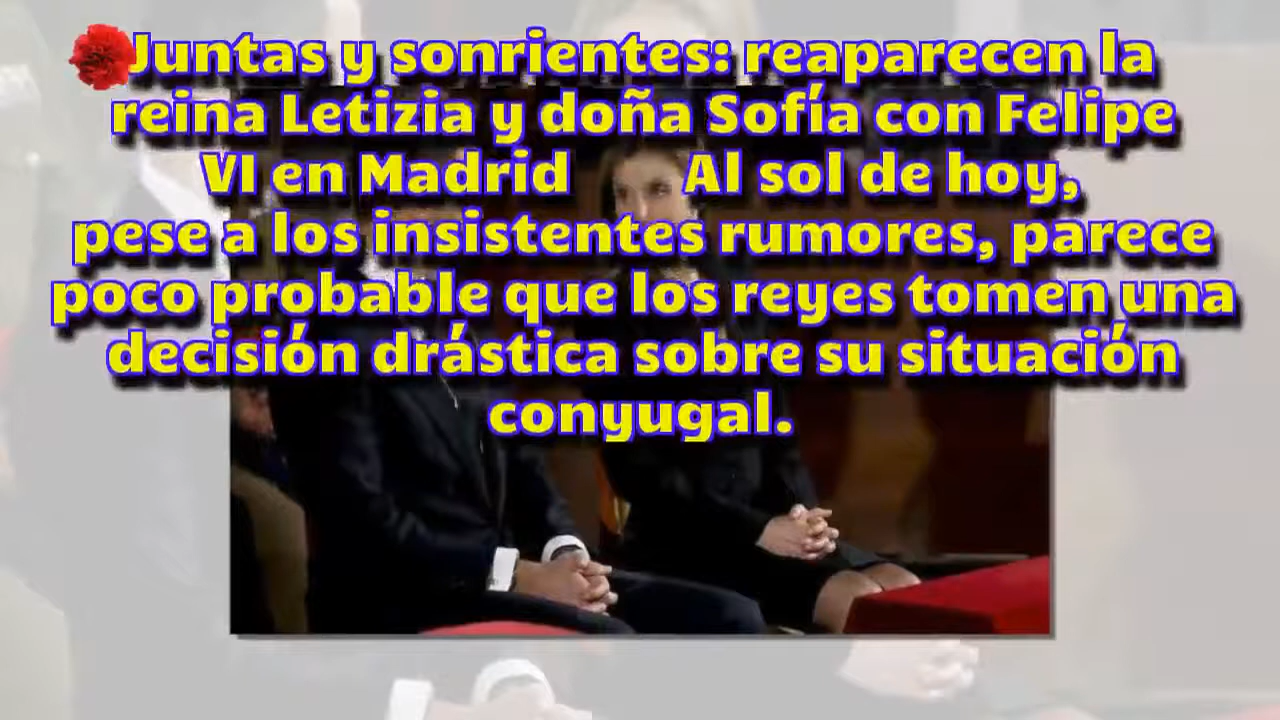 Juntas y sonrientes: reaparecen la
reina Letizia y doña Sofía con Felipe
VI en Madrid Al sol de hoy,
pese a los insistentes rumores, parece
poco probable que los reyes tomen una
decisión drástica sobre su situación
conyugal.